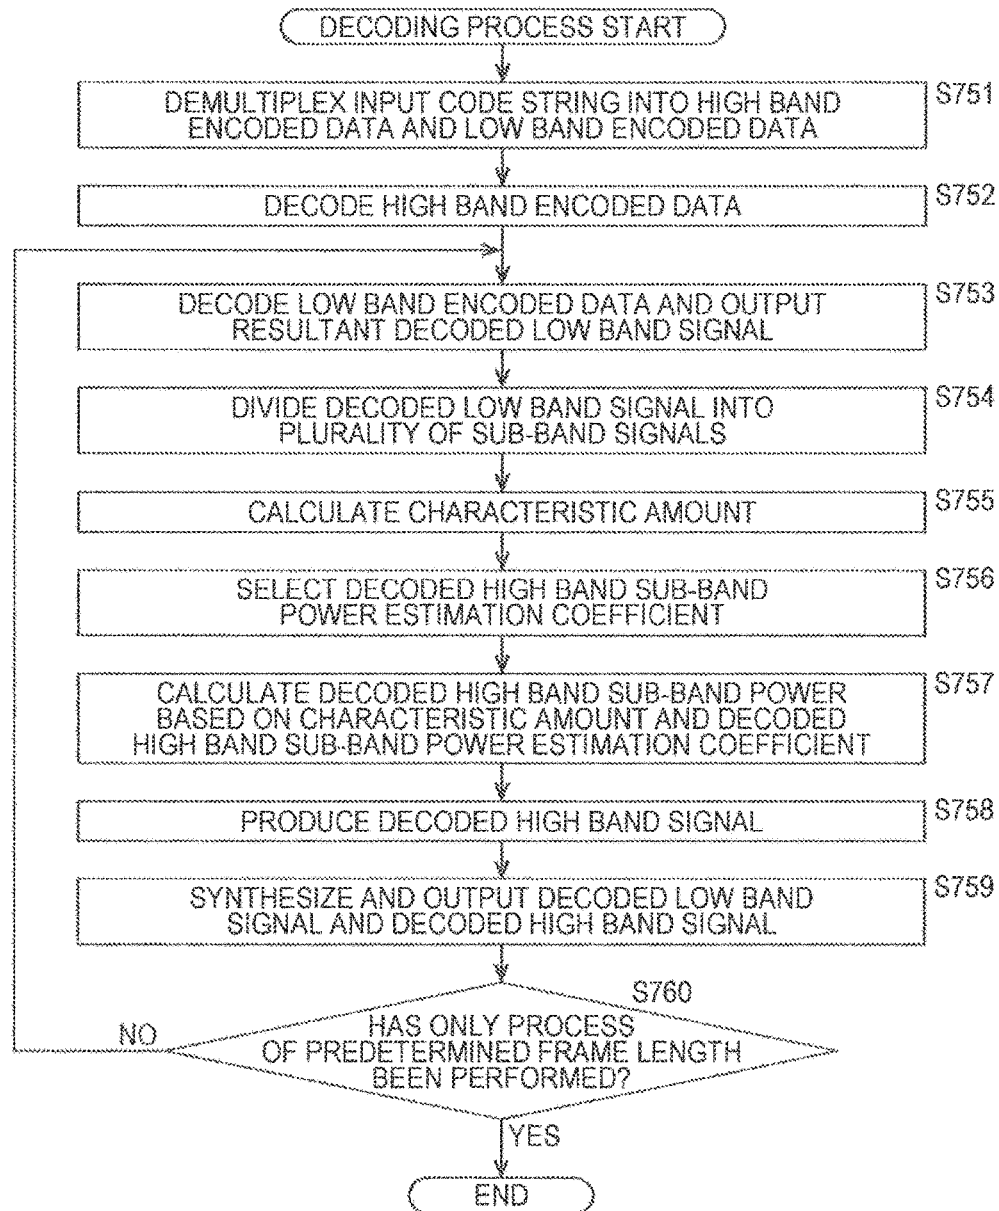 DECODING PROCESS START
S751
DEMULTIPLEX INPUT CODE STRING INTO HIGH BAND
ENCODED DATA AND LOW BAND ENCODED DATA
S752
DECODE HIGH BAND ENCODED DATA
S753
DECODE LOW BAND ENCODED DATA AND OUTPUT
RESULTANT DECODED LOW BAND SIGNAL
S754
DIVIDE DECODED LOW BAND SIGNAL INTO
PLURALITY OF SUB-BAND SIGNALS
S755
CALCULATE CHARACTERISTIC AMOUNT
S756
SELECT DECODED HIGH BAND SUB-BAND
POWER ESTIMATION COEFFICIENT
S757
CALCULATE DECODED HIGH BAND SUB-BAND POWER
BASED ON CHARACTERISTIC AMOUNT AND DECODED
HIGH BAND SUB-BAND POWER ESTIMATION COEFFICIENT
S758
PRODUCE DECODED HIGH BAND SIGNAL
S759
SYNTHESIZE AND OUTPUT DECODED LOW BAND
SIGNAL AND DECODED HIGH BAND SIGNAL
S760
NO
HAS ONLY PROCESS
OF PREDETERMINED FRAME LENGTH
BEEN PERFORMED?
YES
END